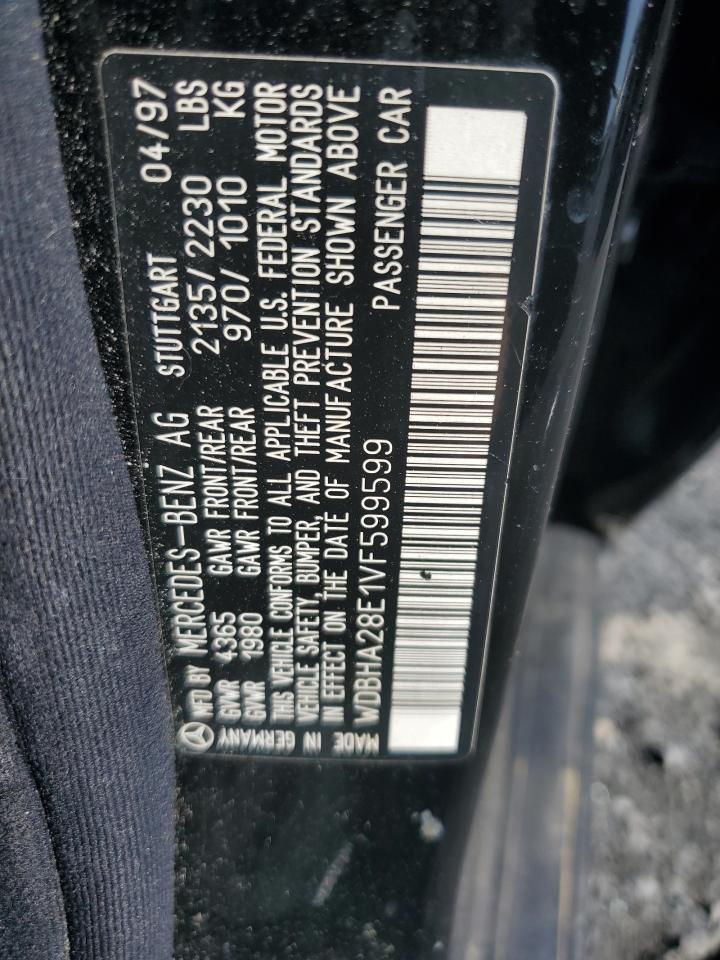 MFD BY MERCEDES-BENZ AG STUTTGART 04/97
GVWR 4365 GAWR FRONT/REAR 2135/2230 LBS
GVWR 1980 GAWR FRONT/REAR 970/1010 KG
THIS VEHICLE CONFORMS TO ALL APPLICABLE U.S. FEDERAL MOTOR
VEHICLE SAFETY, BUMPER, AND THEFT PREVENTION STANDARDS
IN EFFECT ON THE DATE OF MANUFACTURE SHOWN ABOVE
MADE IN GERMANY
WDBHA28E1VF599599 PASSENGER CAR